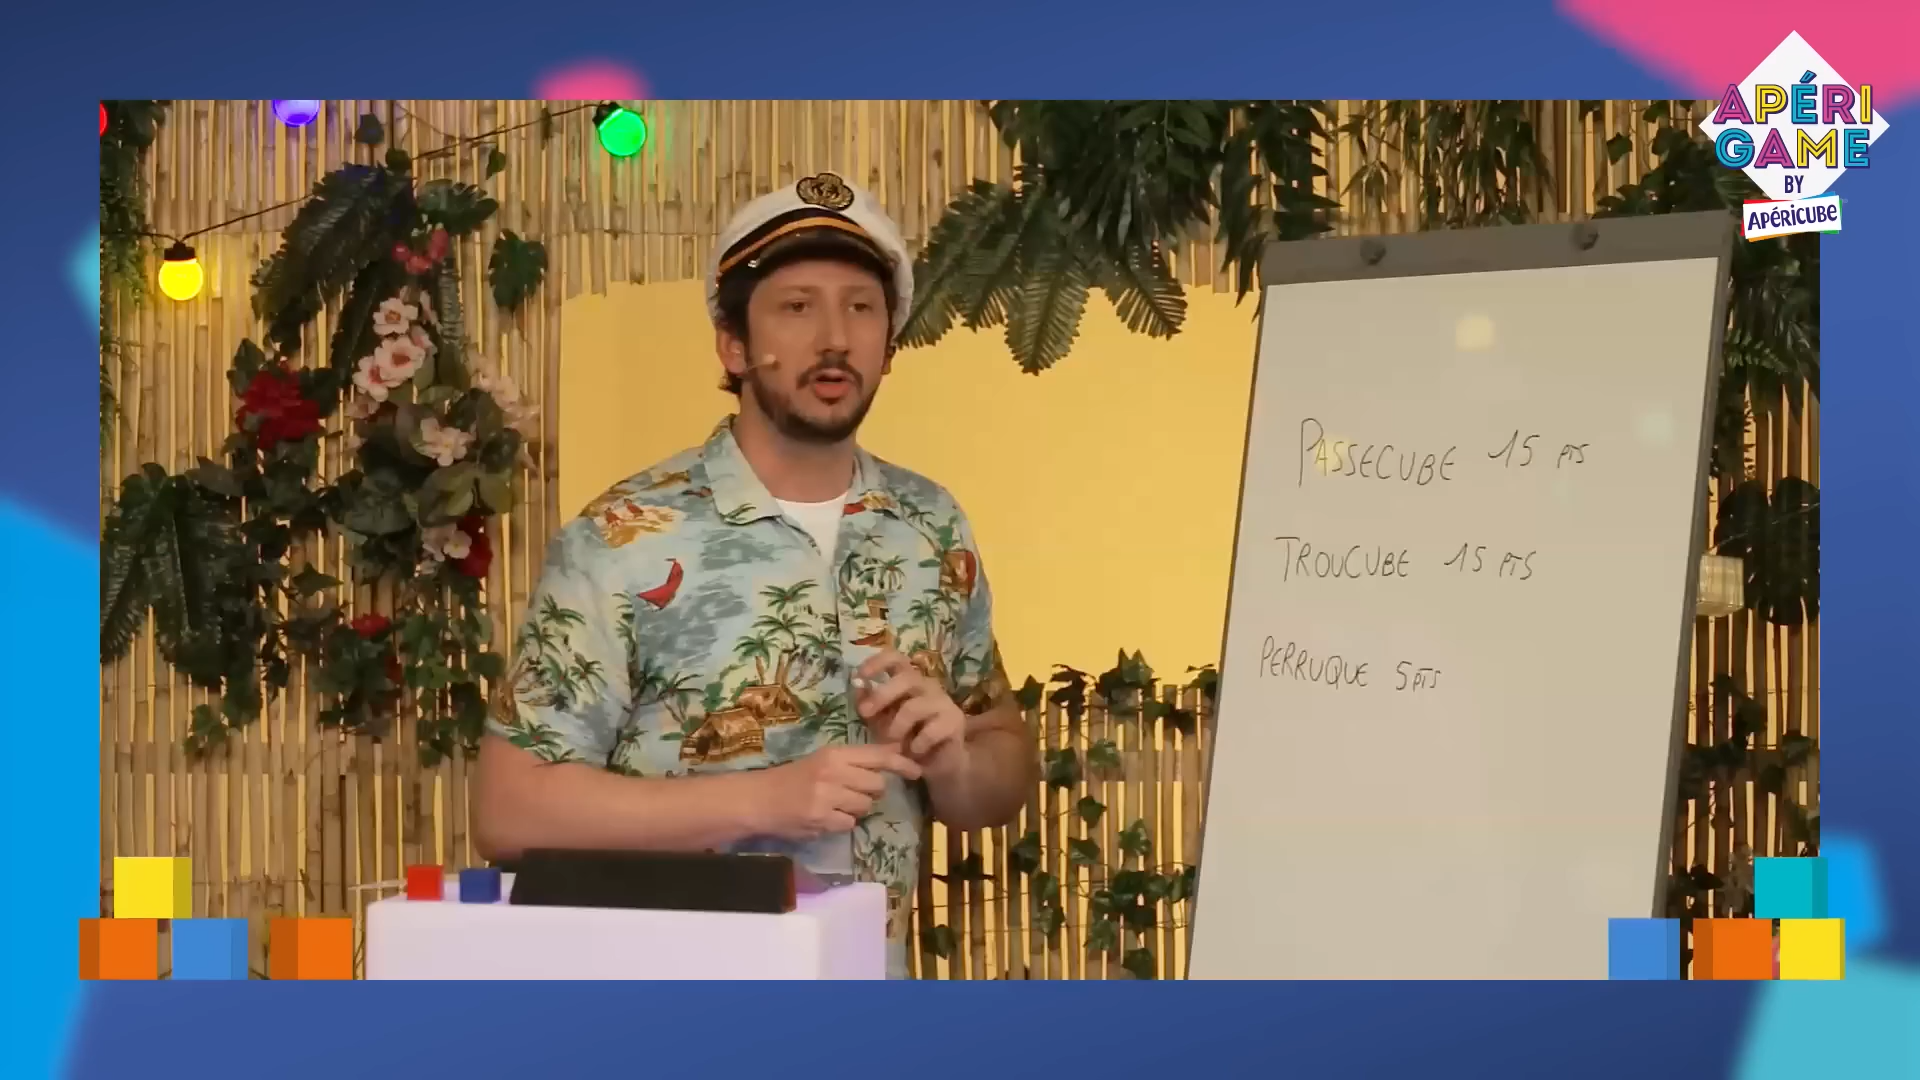 APÉRI
GAME
BY
APÉRICUBE
PASSECUBE 15 PTS
TROUCUBE 15 PTS
PERRUQUE 5 PTS